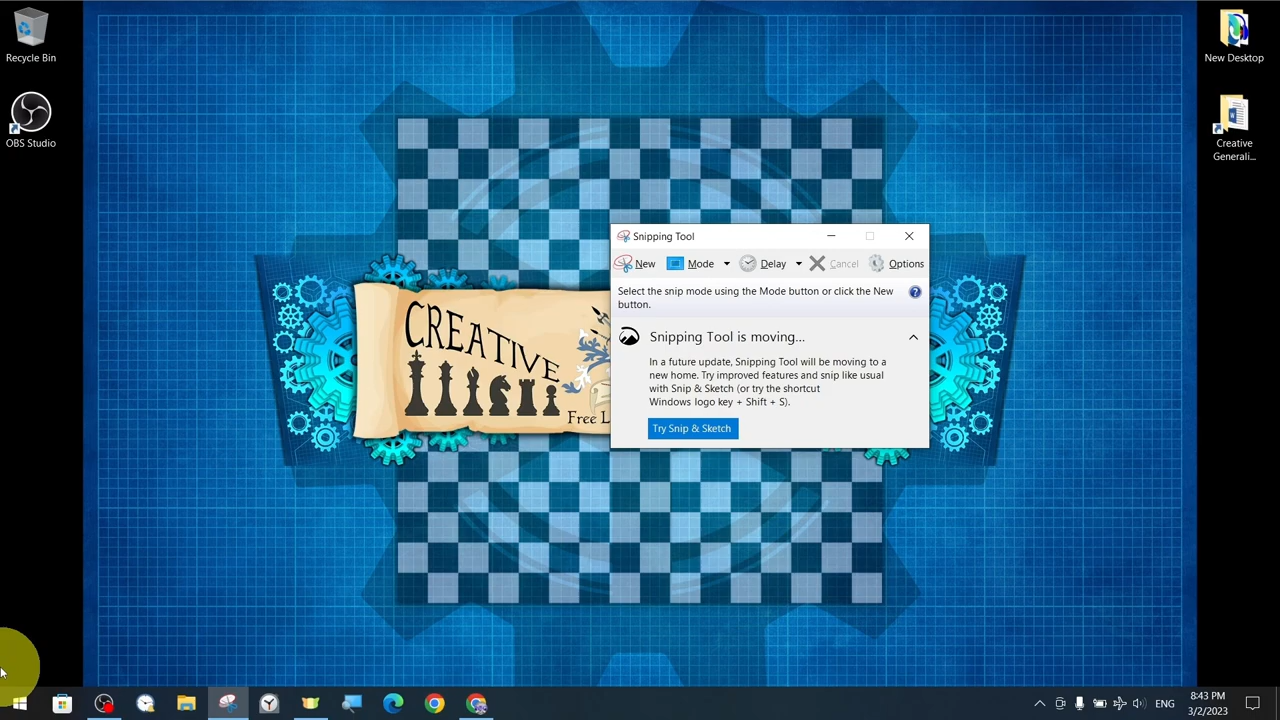 Recycle Bin
OBS Studio
New Desktop
Creative
Generali...
CREATIVE
Free L
Snipping Tool
New
Mode
Delay
Cancel
Options
Select the snip mode using the Mode button or click the New
button.
Snipping Tool is moving...
In a future update, Snipping Tool will be moving to a
new home. Try improved features and snip like usual
with Snip & Sketch (or try the shortcut
Windows logo key + Shift + S).
Try Snip & Sketch
ENG
8:43 PM
3/2/2023